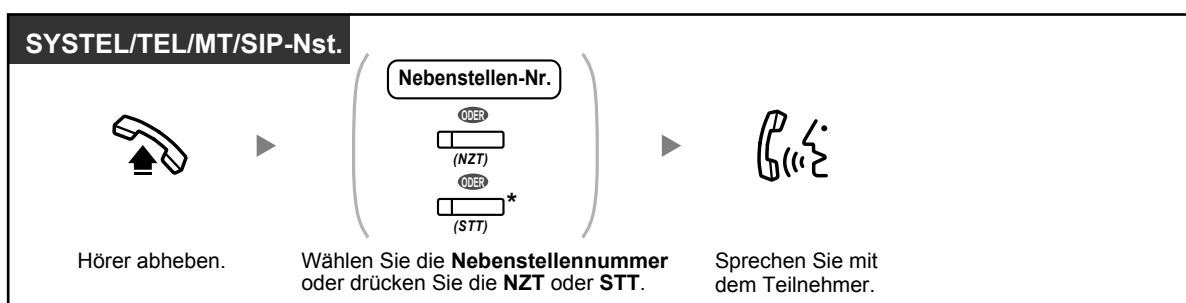 SYSTEL/TEL/MT/SIP-Nst.
Nebenstellen-Nr.
ODER
(NZT)
ODER
*
(STT)
Hörer abheben.
Wählen Sie die Nebenstellennummer
oder drücken Sie die NZT oder STT.
Sprechen Sie mit
dem Teilnehmer.